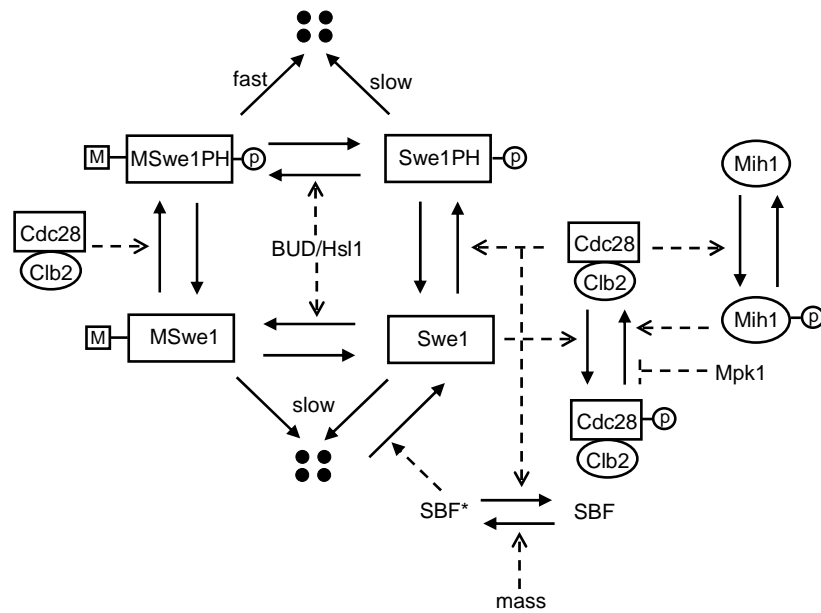 fast
slow
M
MSwe1PH
p
Swe1PH
p
Mih1
Cdc28
Clb2
BUD/Hsl1
Cdc28
Clb2
M
MSwe1
Swe1
Mih1
p
Mpk1
slow
Cdc28
p
Clb2
SBF*
SBF
mass